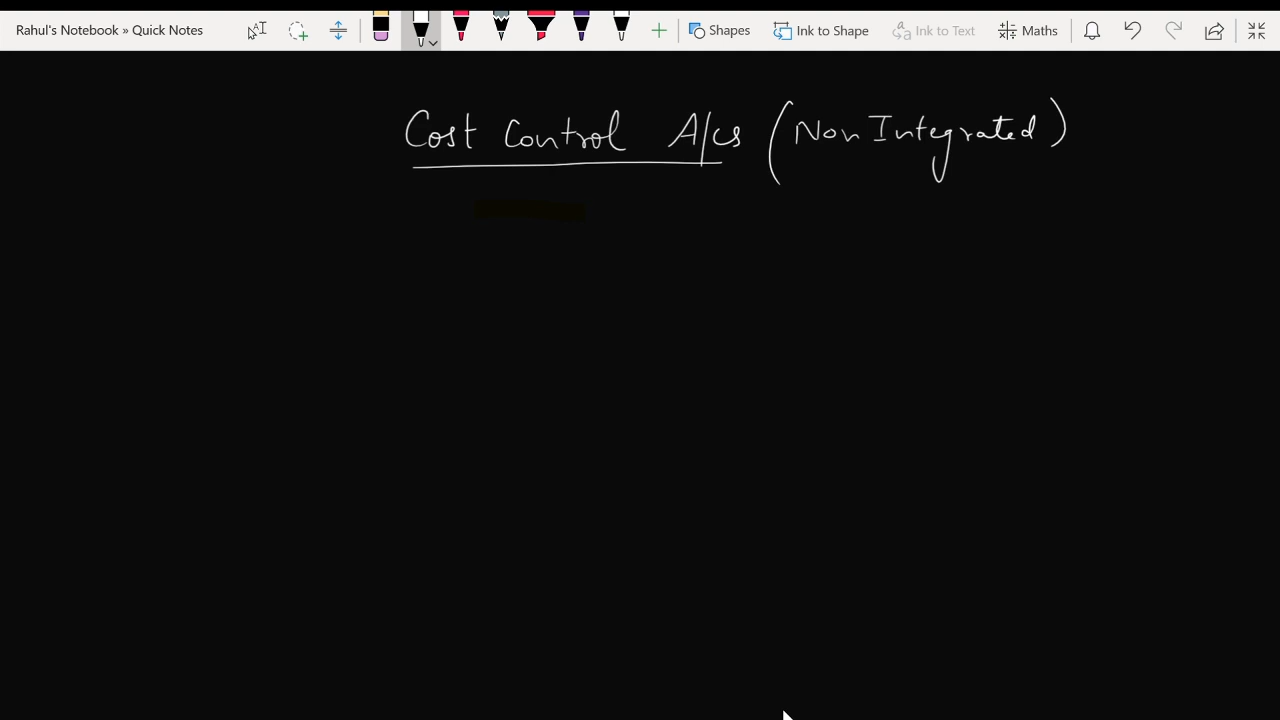 Rahul's Notebook » Quick Notes Shapes Ink to Shape Ink to Text Maths
Cost Control A/cs (Non Integrated)